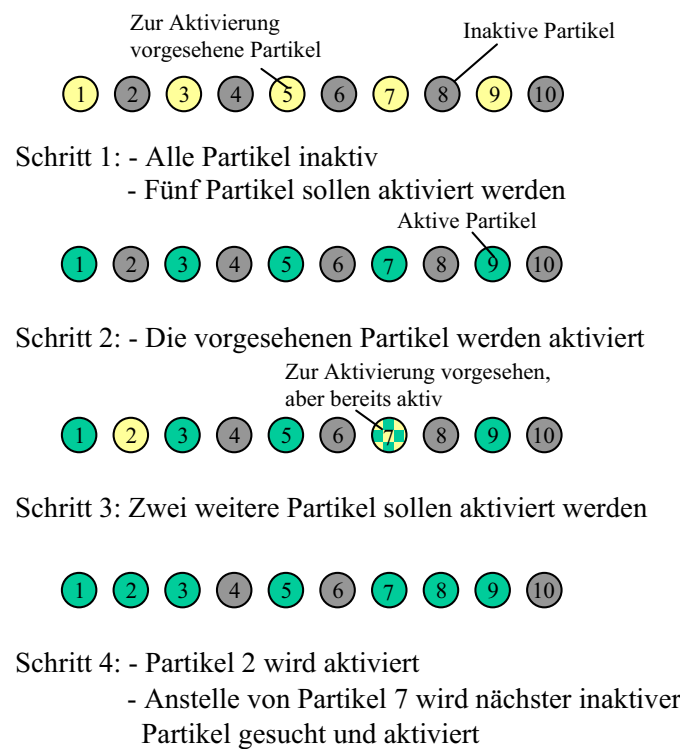 Zur Aktivierung
vorgesehene Partikel
Inaktive Partikel
1 2 3 4 5 6 7 8 9 10
Schritt 1: - Alle Partikel inaktiv
- Fünf Partikel sollen aktiviert werden
Aktive Partikel
1 2 3 4 5 6 7 8 9 10
Schritt 2: - Die vorgesehenen Partikel werden aktiviert
Zur Aktivierung vorgesehen,
aber bereits aktiv
1 2 3 4 5 6 7 8 9 10
Schritt 3: Zwei weitere Partikel sollen aktiviert werden
1 2 3 4 5 6 7 8 9 10
Schritt 4: - Partikel 2 wird aktiviert
- Anstelle von Partikel 7 wird nächster inaktiver
Partikel gesucht und aktiviert